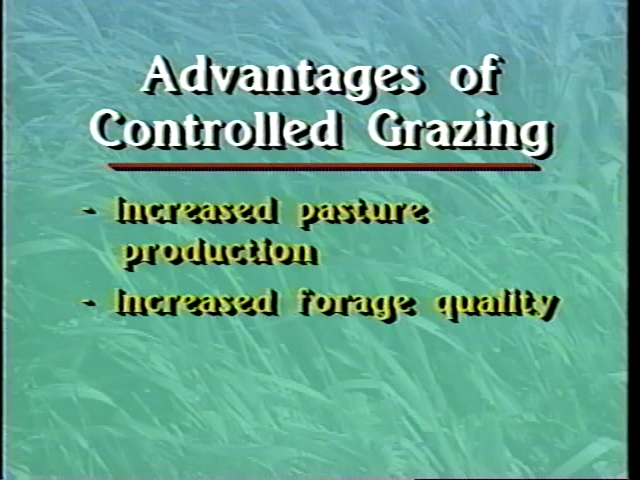 Advantages of
Controlled Grazing
- Increased pasture
production
- Increased forage quality